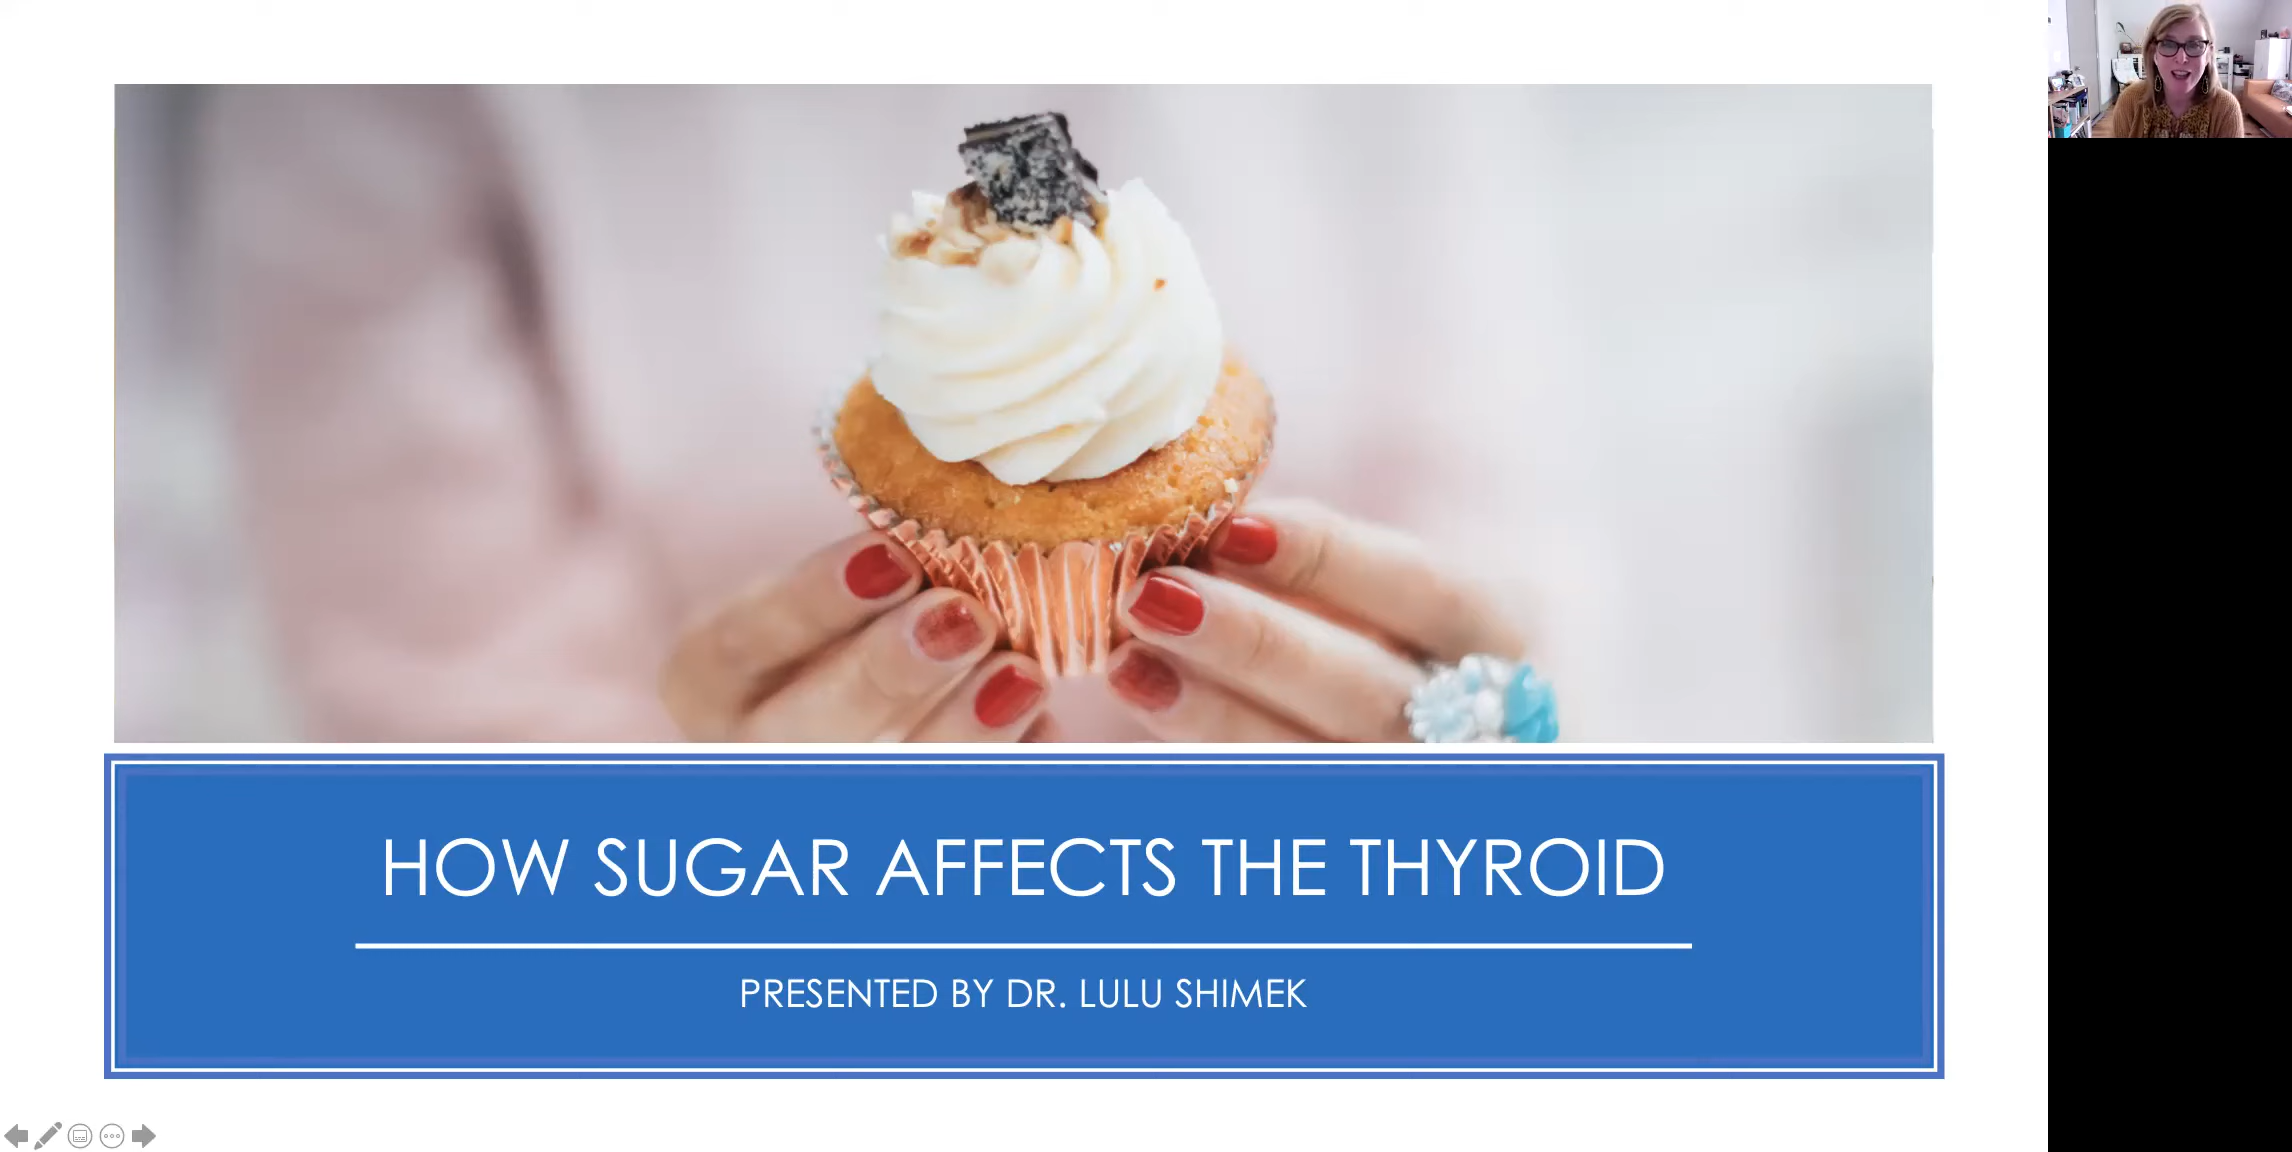 HOW SUGAR AFFECTS THE THYROID
PRESENTED BY DR. LULU SHIMEK